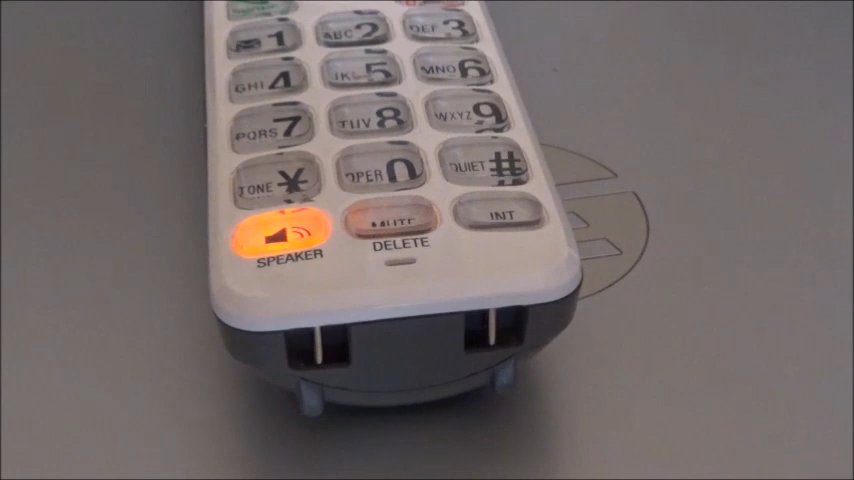 1 ABC 2 DEF 3
GHI 4 JKL 5 MNO 6
PQRS 7 TUV 8 WXYZ 9
TONE * OPER 0 QUIET #
MUTE INT
SPEAKER DELETE